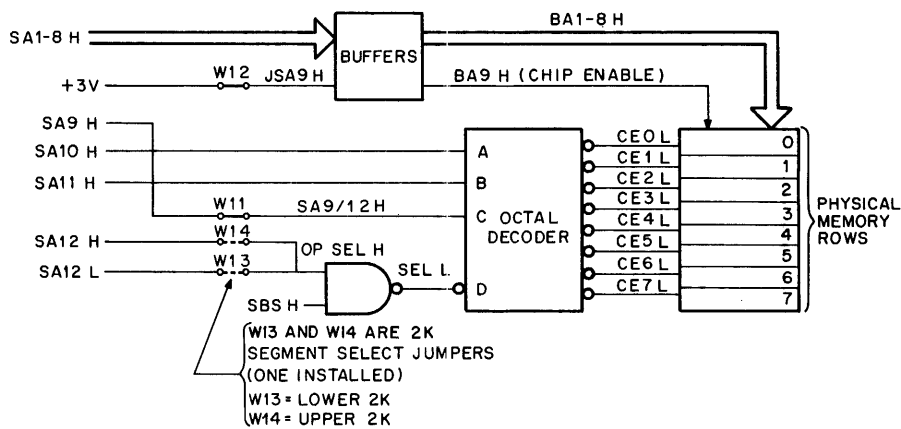 BA1-8 H
SA1-8 H
BUFFERS
+3V
W12
JSA9 H
BA9 H (CHIP ENABLE)
SA9 H
SA10 H
SA11 H
A
B
C
D
OCTAL
DECODER
CE0 L
CE1 L
CE2 L
CE3 L
CE4 L
CE5 L
CE6 L
CE7 L
0
1
2
3
4
5
6
7
PHYSICAL
MEMORY
ROWS
W11
SA9/12 H
SA12 H
W14
OP SEL H
SA12 L
W13
SEL L
SBS H
W13 AND W14 ARE 2K
SEGMENT SELECT JUMPERS
(ONE INSTALLED)
W13= LOWER 2K
W14= UPPER 2K